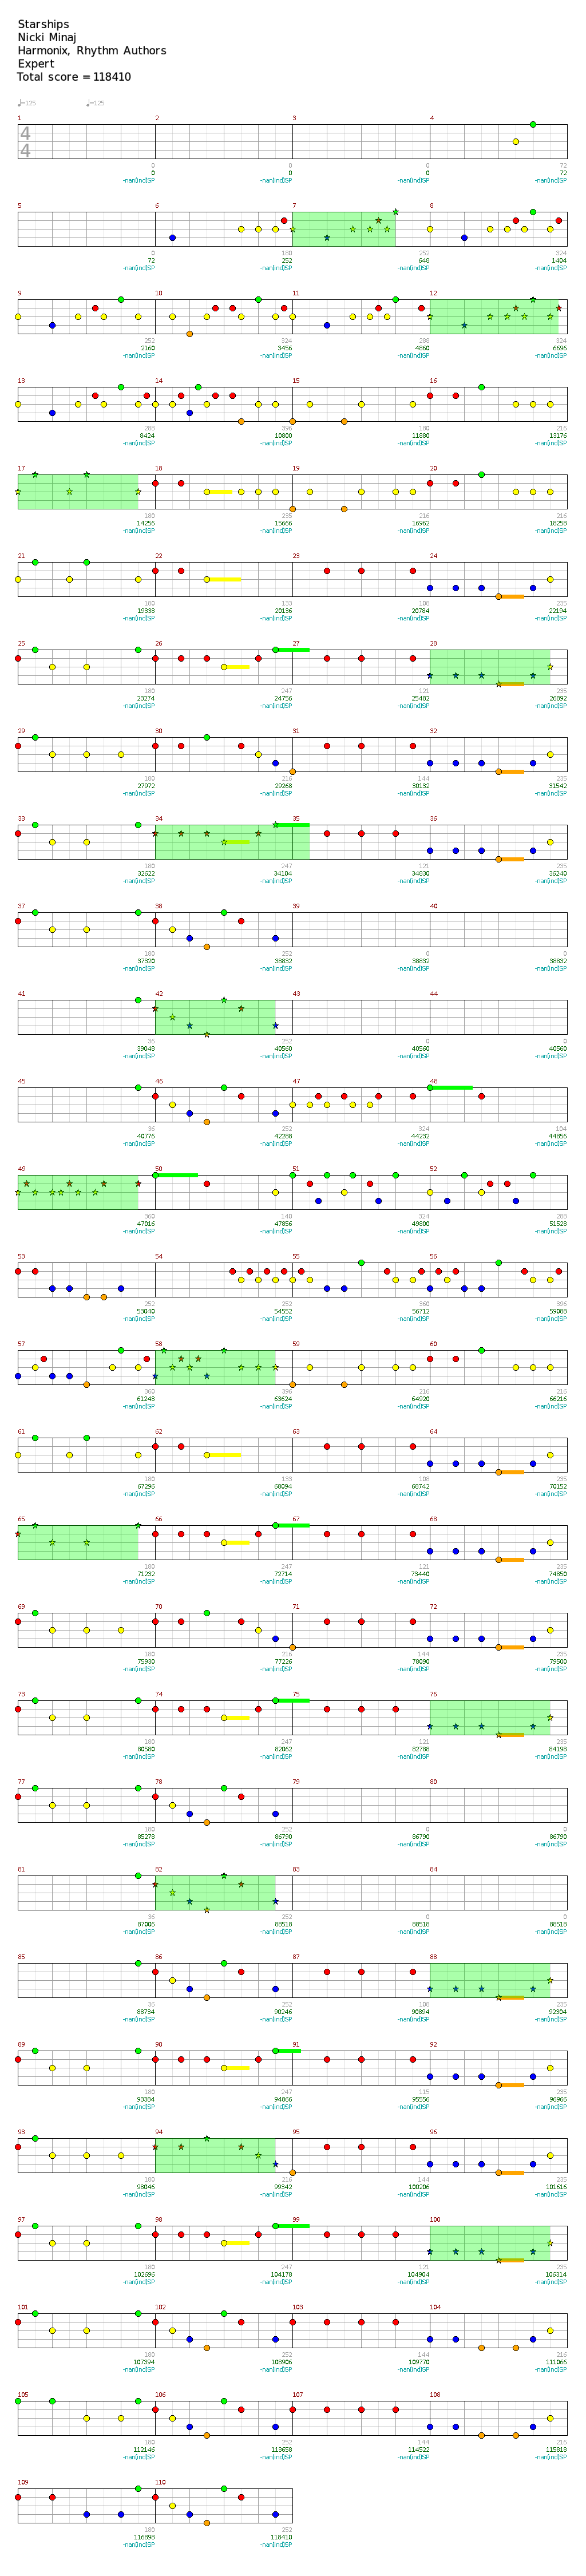 Starships
Nicki Minaj
Harmonix, Rhythm Authors
Expert
Total score = 118410
♩=125 ♩=125
1 2 3 4
4
4
0 0 0 72
0 0 0 72
-nan(ind)SP -nan(ind)SP -nan(ind)SP -nan(ind)SP
5 6 7 8
0 180 252 324
72 252 648 1404
-nan(ind)SP -nan(ind)SP -nan(ind)SP -nan(ind)SP
9 10 11 12
252 324 288 324
2160 3456 4860 6696
-nan(ind)SP -nan(ind)SP -nan(ind)SP -nan(ind)SP
13 14 15 16
288 396 180 216
8424 10800 11880 13176
-nan(ind)SP -nan(ind)SP -nan(ind)SP -nan(ind)SP
17 18 19 20
180 235 216 216
14256 15666 16962 18258
-nan(ind)SP -nan(ind)SP -nan(ind)SP -nan(ind)SP
21 22 23 24
180 133 108 235
19338 20136 20784 22194
-nan(ind)SP -nan(ind)SP -nan(ind)SP -nan(ind)SP
25 26 27 28
180 247 121 235
23274 24756 25482 26892
-nan(ind)SP -nan(ind)SP -nan(ind)SP -nan(ind)SP
29 30 31 32
180 216 144 235
27972 29268 30132 31542
-nan(ind)SP -nan(ind)SP -nan(ind)SP -nan(ind)SP
33 34 35 36
180 247 121 235
32622 34104 34830 36240
-nan(ind)SP -nan(ind)SP -nan(ind)SP -nan(ind)SP
37 38 39 40
180 252 0 0
37320 38832 38832 38832
-nan(ind)SP -nan(ind)SP -nan(ind)SP -nan(ind)SP
41 42 43 44
36 252 0 0
39048 40560 40560 40560
-nan(ind)SP -nan(ind)SP -nan(ind)SP -nan(ind)SP
45 46 47 48
36 252 324 104
40776 42288 44232 44856
-nan(ind)SP -nan(ind)SP -nan(ind)SP -nan(ind)SP
49 50 51 52
360 140 324 288
47016 47856 49800 51528
-nan(ind)SP -nan(ind)SP -nan(ind)SP -nan(ind)SP
53 54 55 56
252 252 360 396
53040 54552 56712 59088
-nan(ind)SP -nan(ind)SP -nan(ind)SP -nan(ind)SP
57 58 59 60
360 396 216 216
61248 63624 64920 66216
-nan(ind)SP -nan(ind)SP -nan(ind)SP -nan(ind)SP
61 62 63 64
180 133 108 235
67296 68094 68742 70152
-nan(ind)SP -nan(ind)SP -nan(ind)SP -nan(ind)SP
65 66 67 68
180 247 121 235
71232 72714 73440 74850
-nan(ind)SP -nan(ind)SP -nan(ind)SP -nan(ind)SP
69 70 71 72
180 216 144 235
75930 77226 78090 79500
-nan(ind)SP -nan(ind)SP -nan(ind)SP -nan(ind)SP
73 74 75 76
180 247 121 235
80580 82062 82788 84198
-nan(ind)SP -nan(ind)SP -nan(ind)SP -nan(ind)SP
77 78 79 80
180 252 0 0
85278 86790 86790 86790
-nan(ind)SP -nan(ind)SP -nan(ind)SP -nan(ind)SP
81 82 83 84
36 252 0 0
87006 88518 88518 88518
-nan(ind)SP -nan(ind)SP -nan(ind)SP -nan(ind)SP
85 86 87 88
36 252 108 235
88734 90246 90894 92304
-nan(ind)SP -nan(ind)SP -nan(ind)SP -nan(ind)SP
89 90 91 92
180 247 115 235
93384 94866 95556 96966
-nan(ind)SP -nan(ind)SP -nan(ind)SP -nan(ind)SP
93 94 95 96
180 216 144 235
98046 99342 100206 101616
-nan(ind)SP -nan(ind)SP -nan(ind)SP -nan(ind)SP
97 98 99 100
180 247 121 235
102696 104178 104904 106314
-nan(ind)SP -nan(ind)SP -nan(ind)SP -nan(ind)SP
101 102 103 104
180 252 144 216
107394 108906 109770 111066
-nan(ind)SP -nan(ind)SP -nan(ind)SP -nan(ind)SP
105 106 107 108
180 252 144 216
112146 113658 114522 115818
-nan(ind)SP -nan(ind)SP -nan(ind)SP -nan(ind)SP
109 110
180 252
116898 118410
-nan(ind)SP -nan(ind)SP